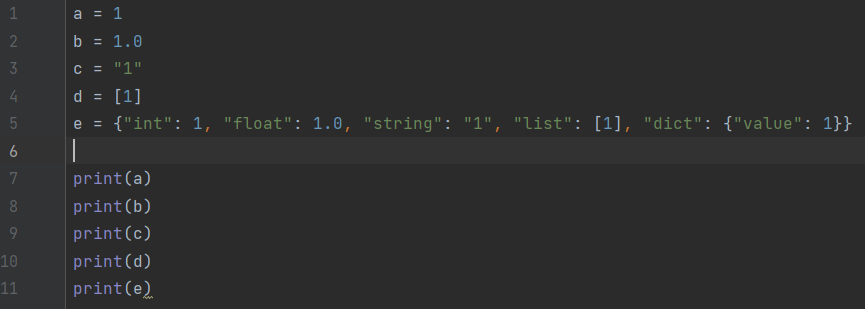 1 a = 1
2 b = 1.0
3 c = "1"
4 d = [1]
5 e = {"int": 1, "float": 1.0, "string": "1", "list": [1], "dict": {"value": 1}}
6
7 print(a)
8 print(b)
9 print(c)
10 print(d)
11 print(e)